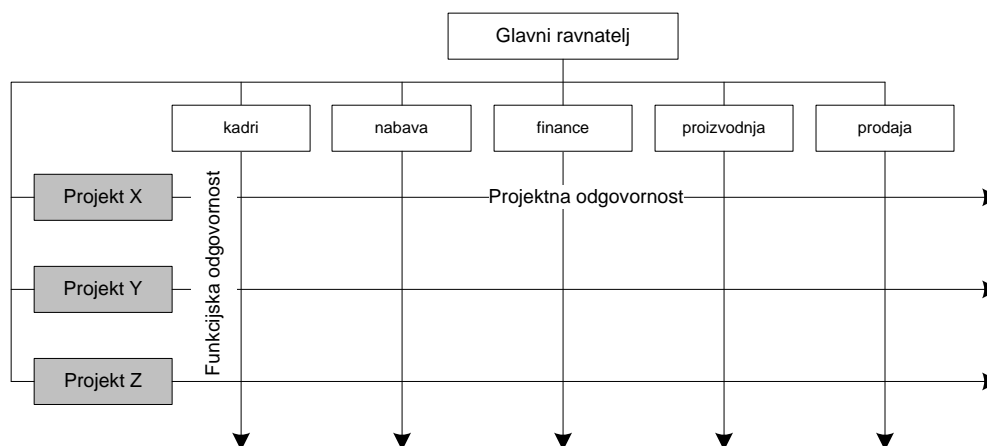 Glavni ravnatelj
kadri
nabava
finance
proizvodnja
prodaja
Projekt X
Projektna odgovornost
Funkcijska odgovornost
Projekt Y
Projekt Z